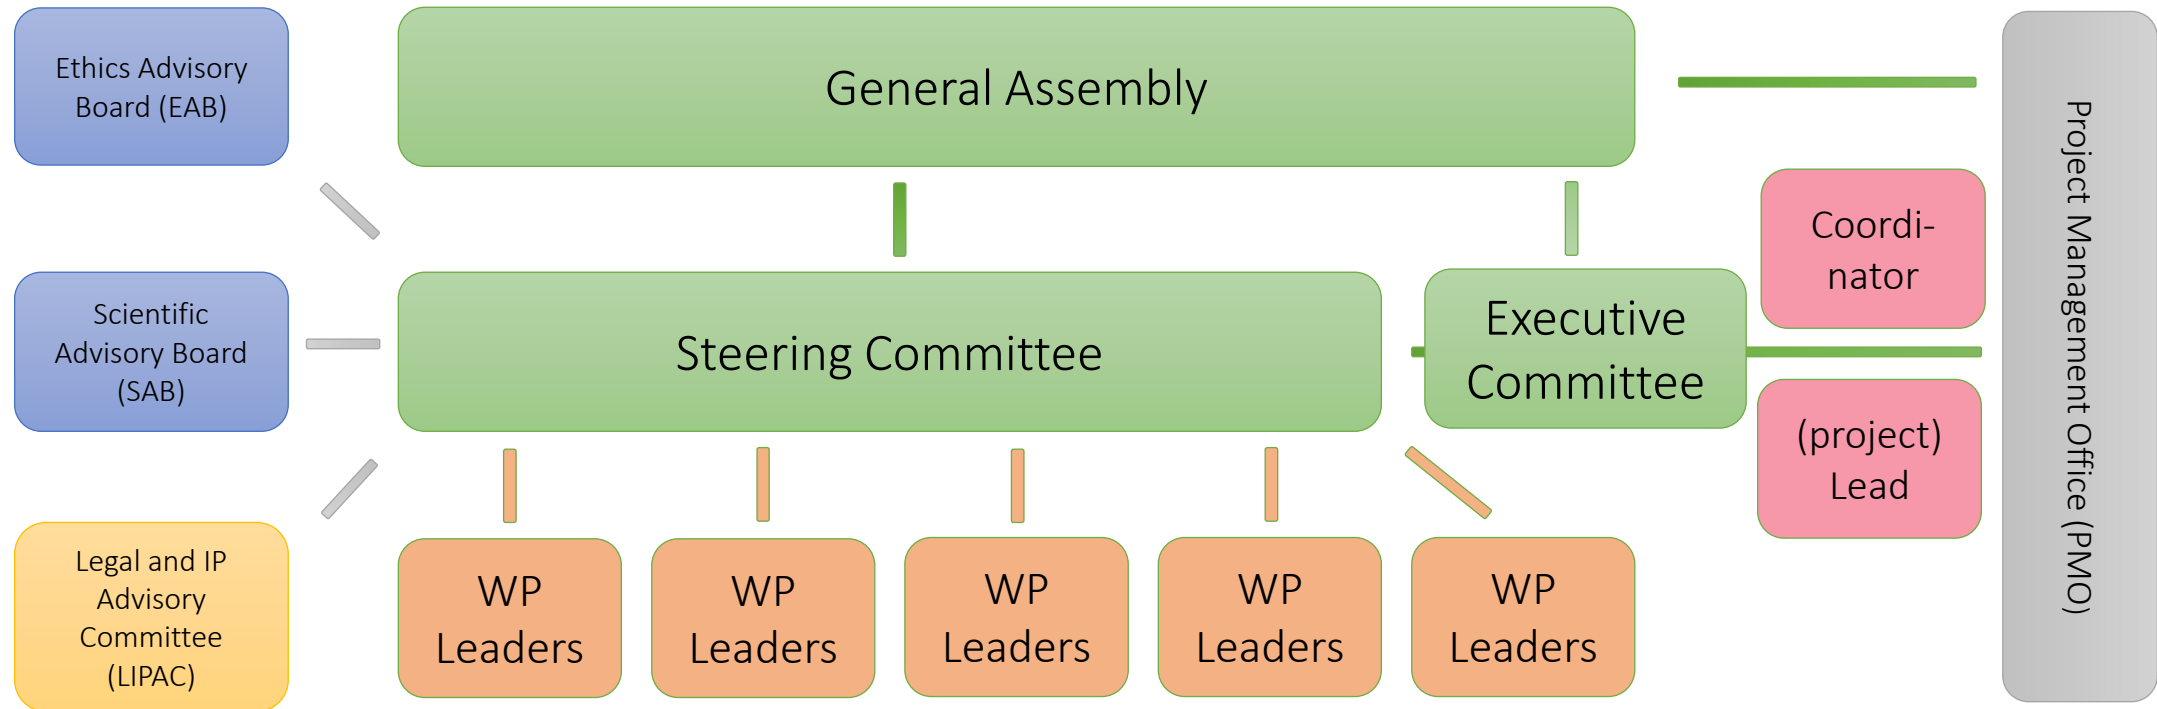 Ethics Advisory
Board (EAB)
General Assembly
Coordi-
nator
Scientific
Advisory Board
(SAB)
Steering Committee
Executive
Committee
(project)
Lead
Project Management Office (PMO)
Legal and IP
Advisory
Committee
(LIPAC)
WP
Leaders
WP
Leaders
WP
Leaders
WP
Leaders
WP
Leaders